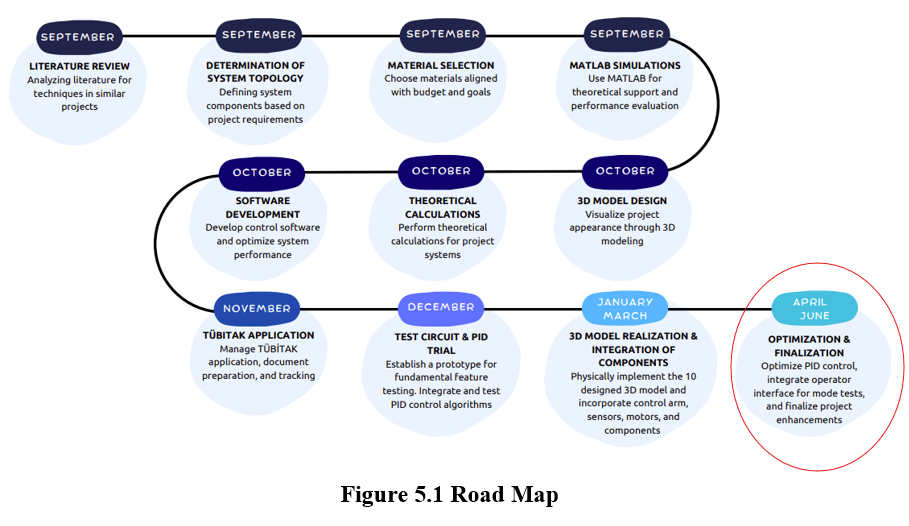 SEPTEMBER
LITERATURE REVIEW
Analyzing literature for
techniques in similar
projects
SEPTEMBER
DETERMINATION OF
SYSTEM TOPOLOGY
Defining system
components based on
project requirements
SEPTEMBER
MATERIAL SELECTION
Choose materials aligned
with budget and goals
SEPTEMBER
MATLAB SIMULATIONS
Use MATLAB for
theoretical support and
performance evaluation
OCTOBER
3D MODEL DESIGN
Visualize project
appearance through 3D
modeling
OCTOBER
THEORETICAL
CALCULATIONS
Perform theoretical
calculations for project
systems
OCTOBER
SOFTWARE
DEVELOPMENT
Develop control software
and optimize system
performance
NOVEMBER
TÜBİTAK APPLICATION
Manage TÜBİTAK
application, document
preparation, and tracking
DECEMBER
TEST CIRCUIT & PID
TRIAL
Establish a prototype for
fundamental feature
testing. Integrate and test
PID control algorithms
JANUARY
MARCH
3D MODEL REALIZATION &
INTEGRATION OF
COMPONENTS
Physically implement the 10
designed 3D model and
incorporate control arm,
sensors, motors, and
components
APRIL
JUNE
OPTIMIZATION &
FINALIZATION
Optimize PID control,
integrate operator
interface for mode tests,
and finalize project
enhancements
Figure 5.1 Road Map